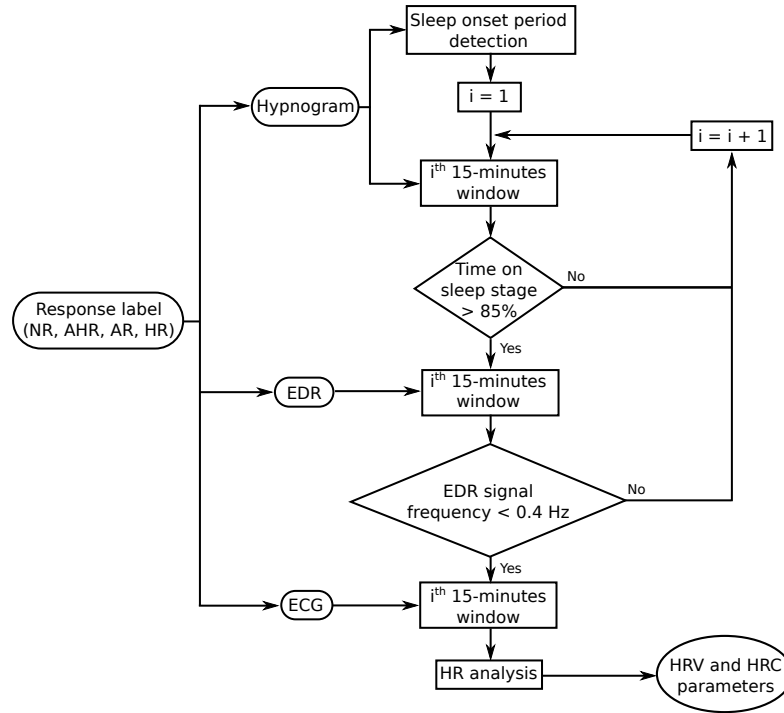 Sleep onset period
detection
Hypnogram
i = 1
i = i + 1
iᵗʰ 15-minutes
window
Time on
sleep stage
> 85%
No
Yes
Response label
(NR, AHR, AR, HR)
EDR
iᵗʰ 15-minutes
window
EDR signal
frequency < 0.4 Hz
No
Yes
ECG
iᵗʰ 15-minutes
window
HR analysis
HRV and HRC
parameters